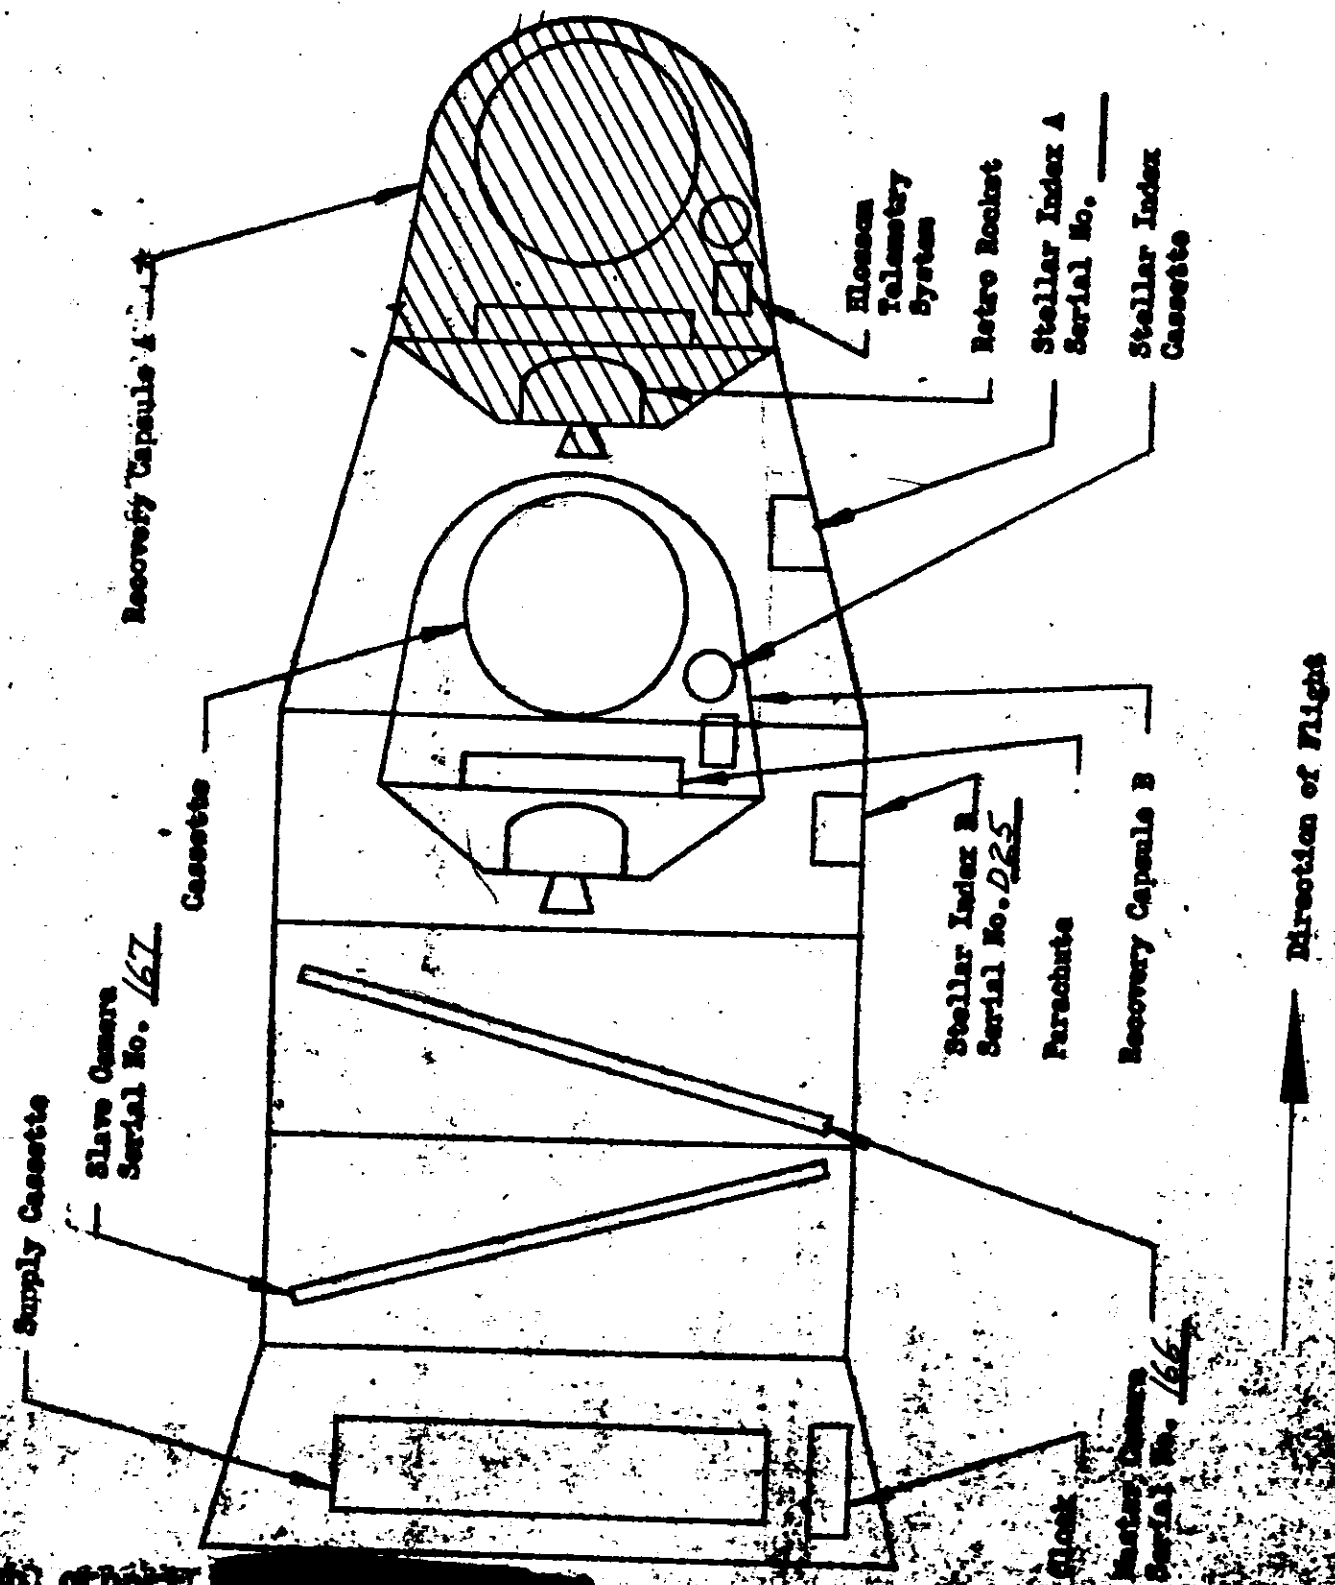 Supply Cassette
Slave Camera
Serial No. 167
Cassette
Recovery Capsule A
Telemetry
System
Retro Rocket
Stellar Index A
Serial No.
Stellar Index
Cassette
Stellar Index B
Serial No. D25
Parachute
Recovery Capsule B
Clock
Master Camera
Serial No. 166
Direction of Flight